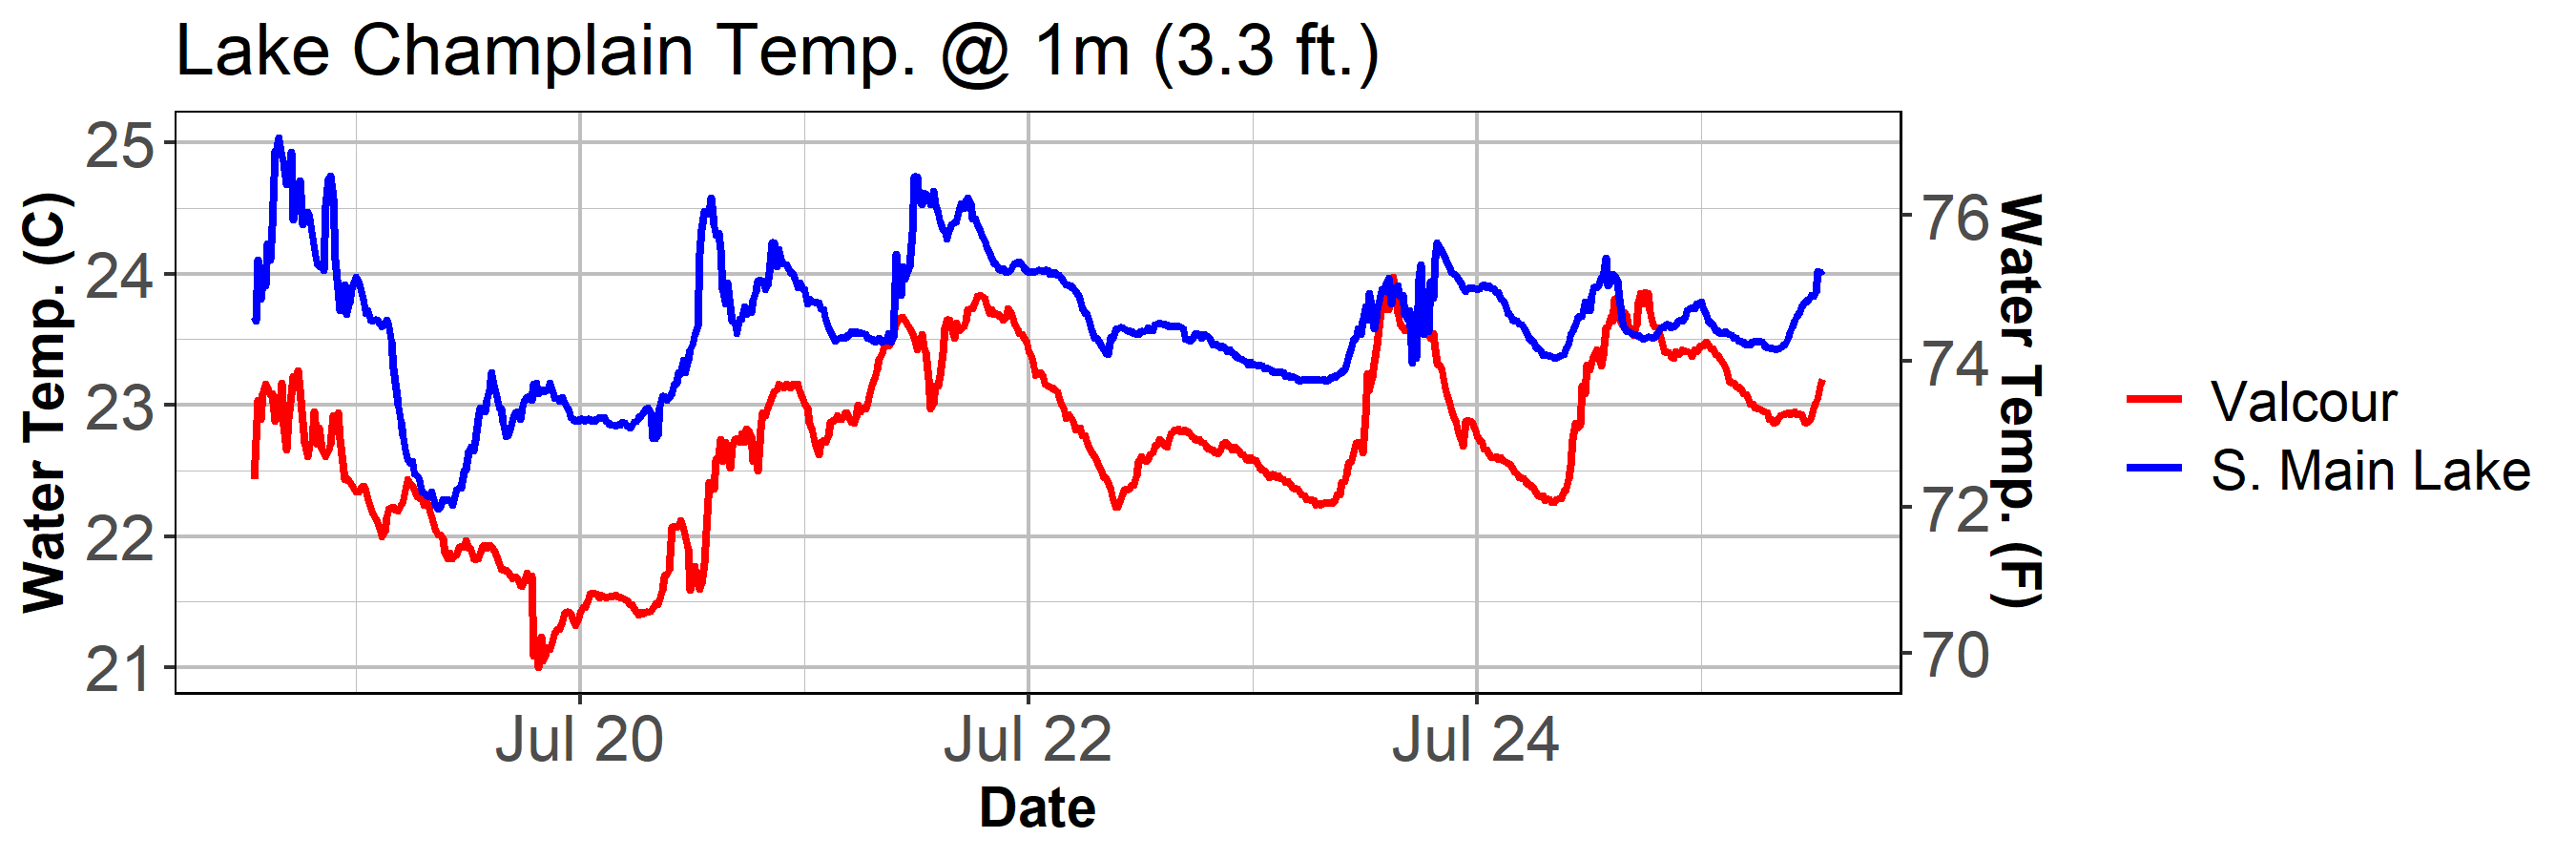 Lake Champlain Temp. @ 1m (3.3 ft.)
Water Temp. (C)
25
24
23
22
21
76
74
72
70
Water Temp. (F)
Jul 20
Jul 22
Jul 24
Date
Valcour
S. Main Lake